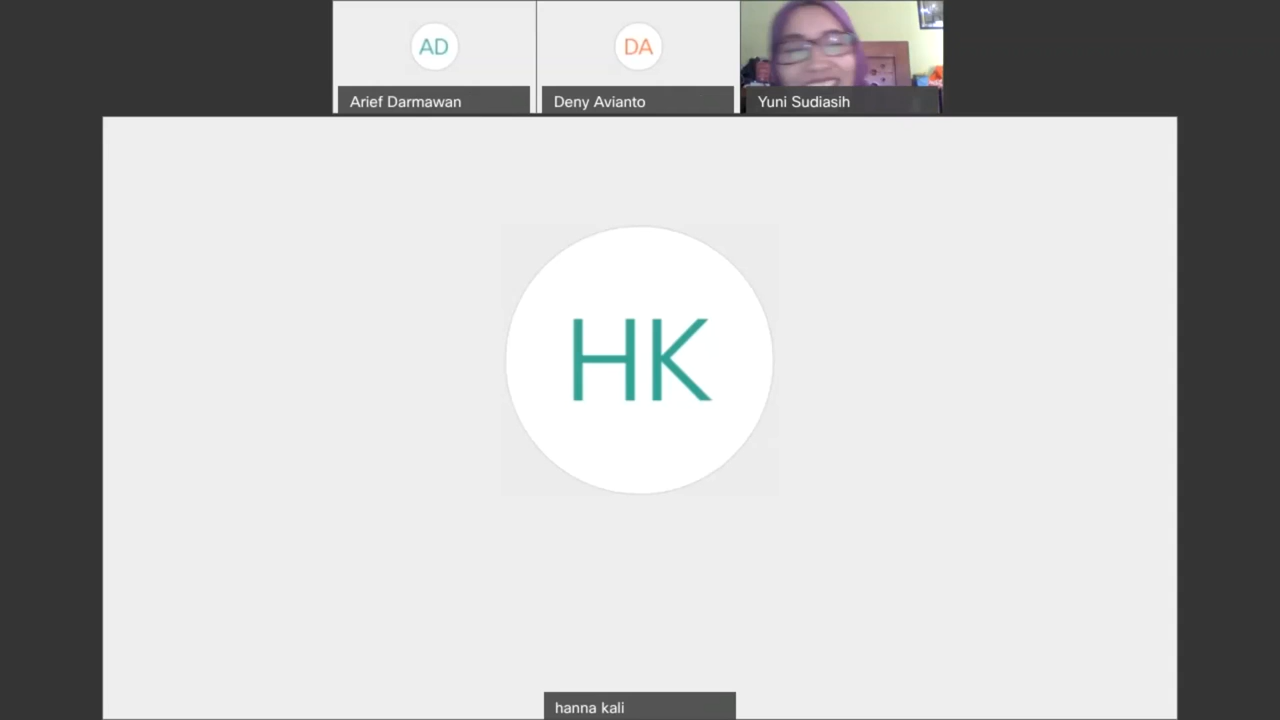 AD
DA
Arief Darmawan
Deny Avianto
Yuni Sudiasih
HK
hanna kali